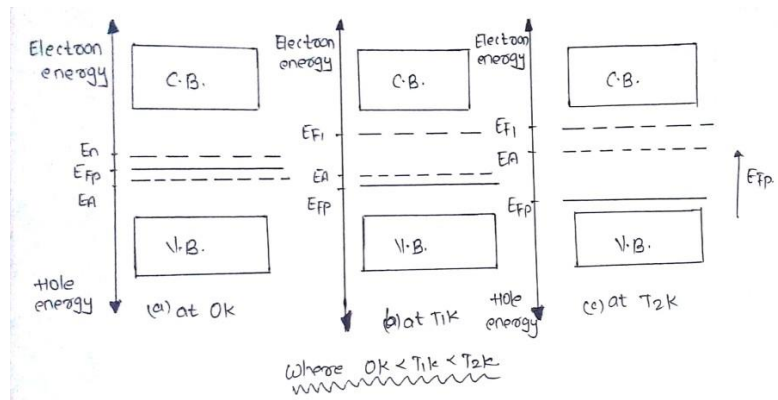 Electron energy
C.B.
En
EFp
EA
V.B.
Hole energy
(a) at 0k
Electron energy
C.B.
EFi
EA
EFp
V.B.
(b) at T1k
Electron energy
C.B.
EFi
EA
EFp
V.B.
Hole energy
(c) at T2k
EFp
Where 0k < T1k < T2k